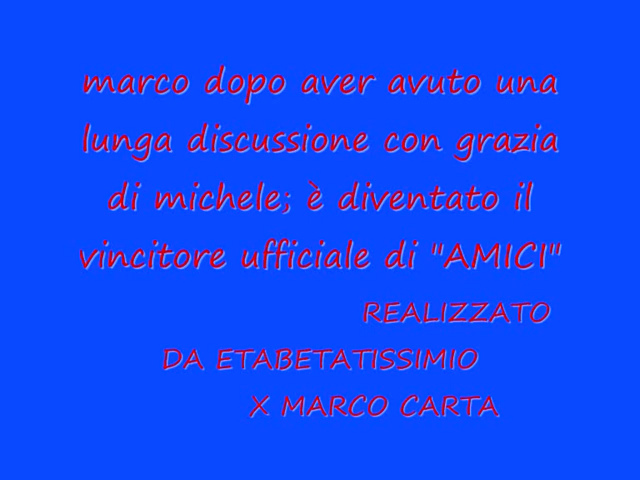 marco dopo aver avuto una
lunga discussione con grazia
di michele; è diventato il
vincitore ufficiale di "AMICI"
REALIZZATO
DA ETABETATISSIMIO
X MARCO CARTA